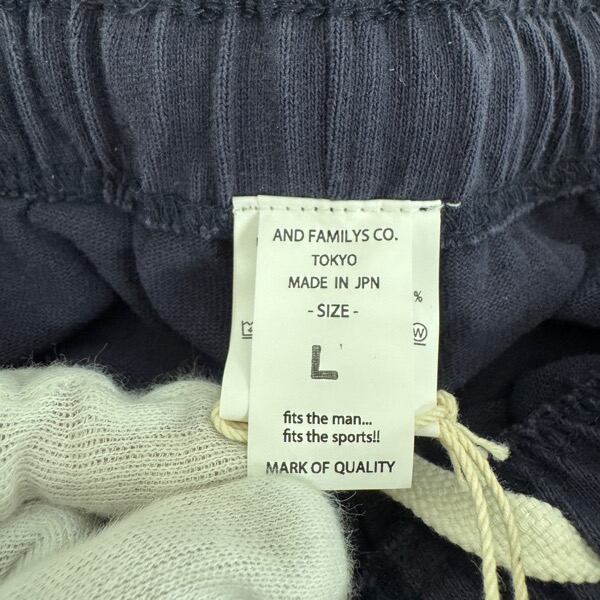 AND FAMILYS CO.
TOKYO
MADE IN JPN
- SIZE -
L
fits the man...
fits the sports!!
MARK OF QUALITY
%
W